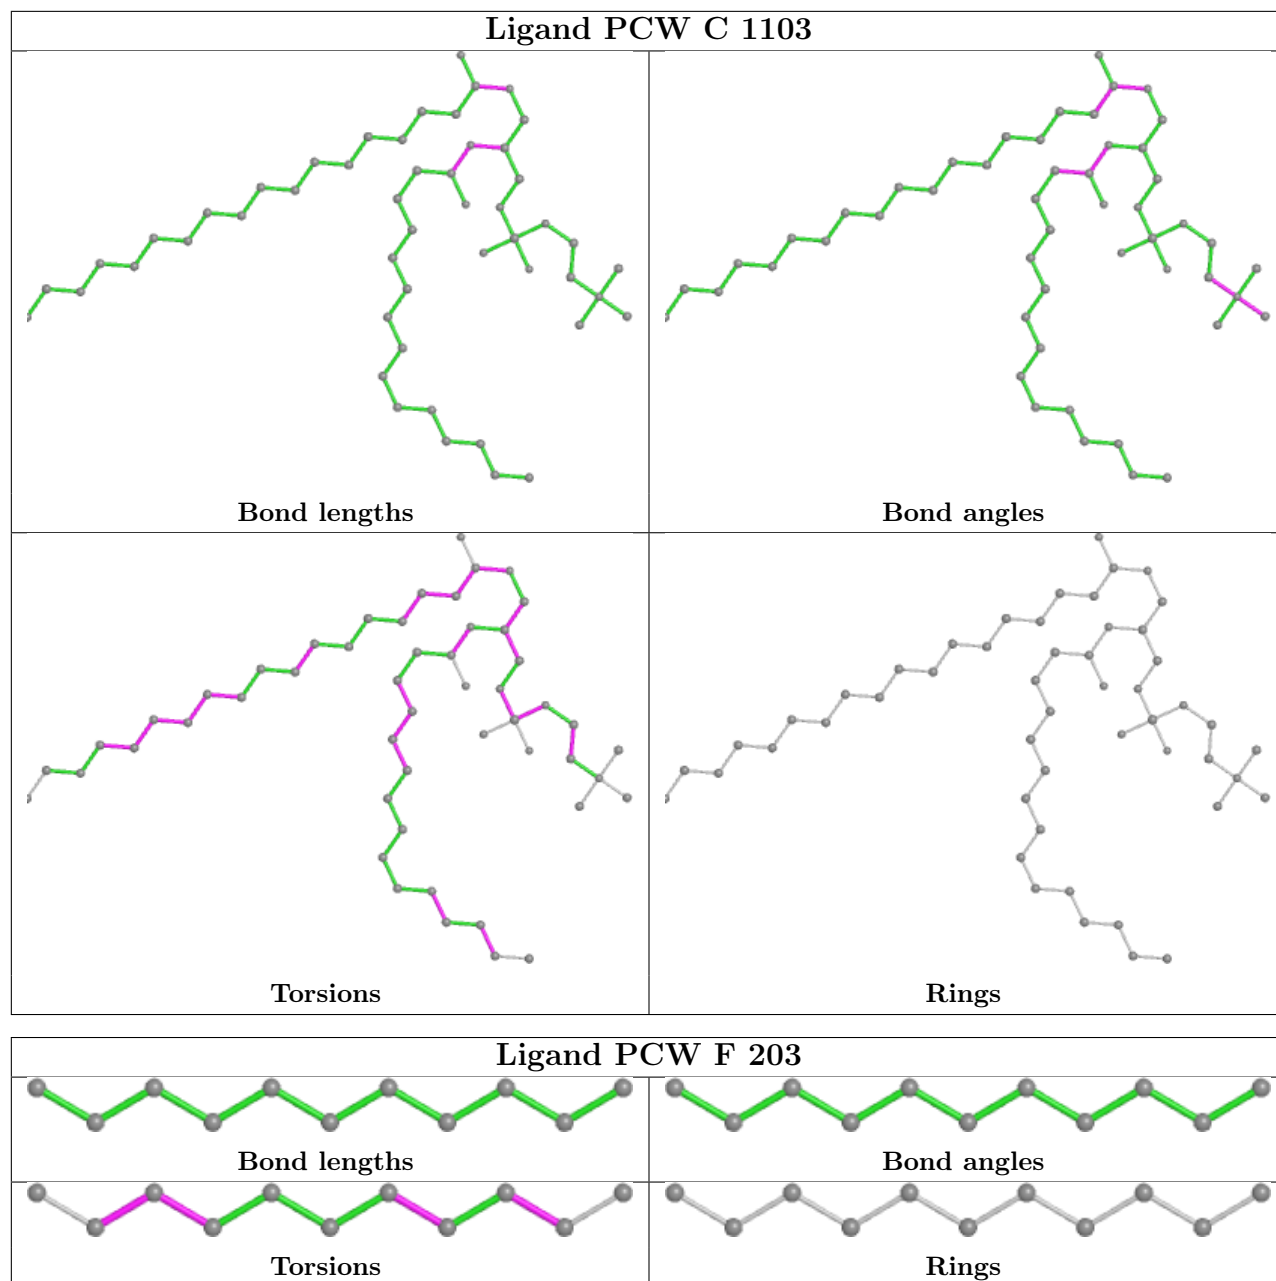 Ligand PCW C 1103
Bond lengths
Bond angles
Torsions
Rings
Ligand PCW F 203
Bond lengths
Bond angles
Torsions
Rings